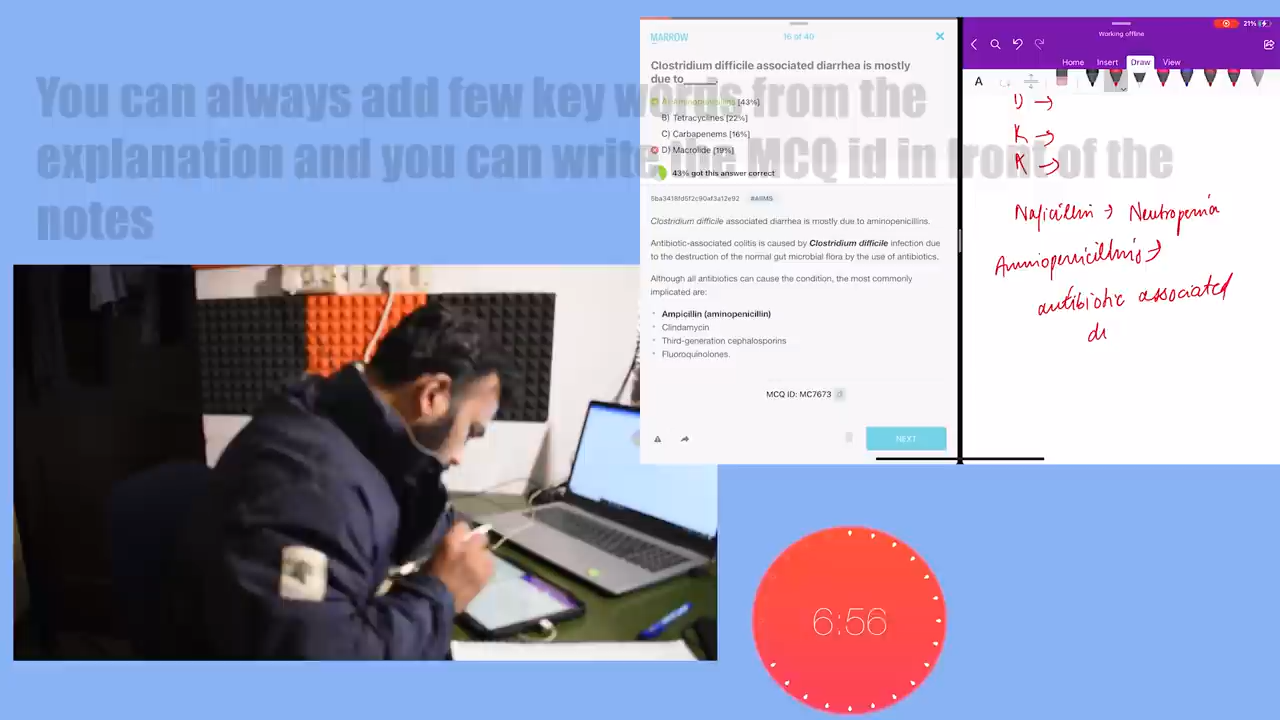 You can always add few key words from the
explanation and you can write the MCQ id in front of the
notes
MARROW
16 of 40
Clostridium difficile associated diarrhea is mostly
due to______.
A) Aminopenicillins [43%]
B) Tetracyclines [22%]
C) Carbapenems [16%]
D) Macrolide [19%]
43% got this answer correct
#AIIMS
Clostridium difficile associated diarrhea is mostly due to aminopenicillins.
Antibiotic-associated colitis is caused by Clostridium difficile infection due
to the destruction of the normal gut microbial flora by the use of antibiotics.
Although all antibiotics can cause the condition, the most commonly
implicated are:
Ampicillin (aminopenicillin)
Clindamycin
Third-generation cephalosporins
Fluoroquinolones.
MCQ ID: MC7673
NEXT
21%
Working offline
Home Insert Draw View
A
D →
K →
A →
Naficillin → Neutropenia
Aminopenicillins →
antibiotic associated
di
6:56